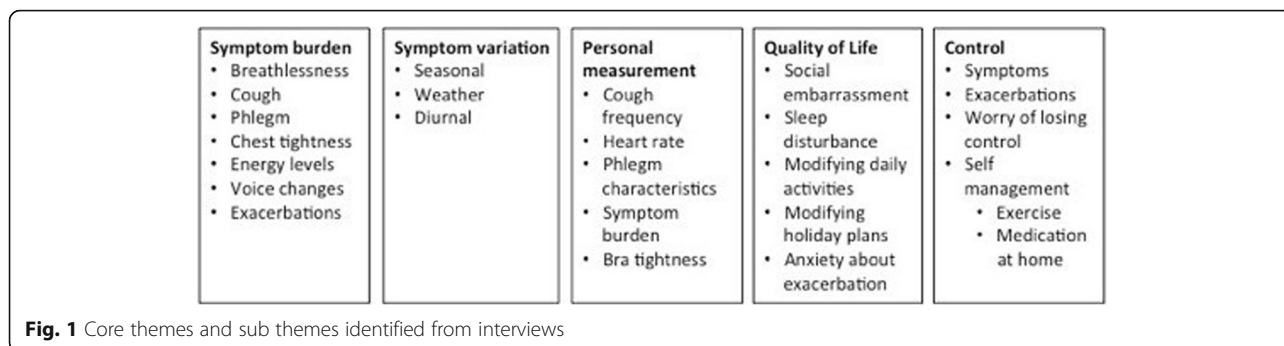 Symptom burden
• Breathlessness
• Cough
• Phlegm
• Chest tightness
• Energy levels
• Voice changes
• Exacerbations
Symptom variation
• Seasonal
• Weather
• Diurnal
Personal
measurement
• Cough
frequency
• Heart rate
• Phlegm
characteristics
• Symptom
burden
• Bra tightness
Quality of Life
• Social
embarrassment
• Sleep
disturbance
• Modifying daily
activities
• Modifying
holiday plans
• Anxiety about
exacerbation
Control
• Symptoms
• Exacerbations
• Worry of losing
control
• Self
management
• Exercise
• Medication
at home
Fig. 1 Core themes and sub themes identified from interviews